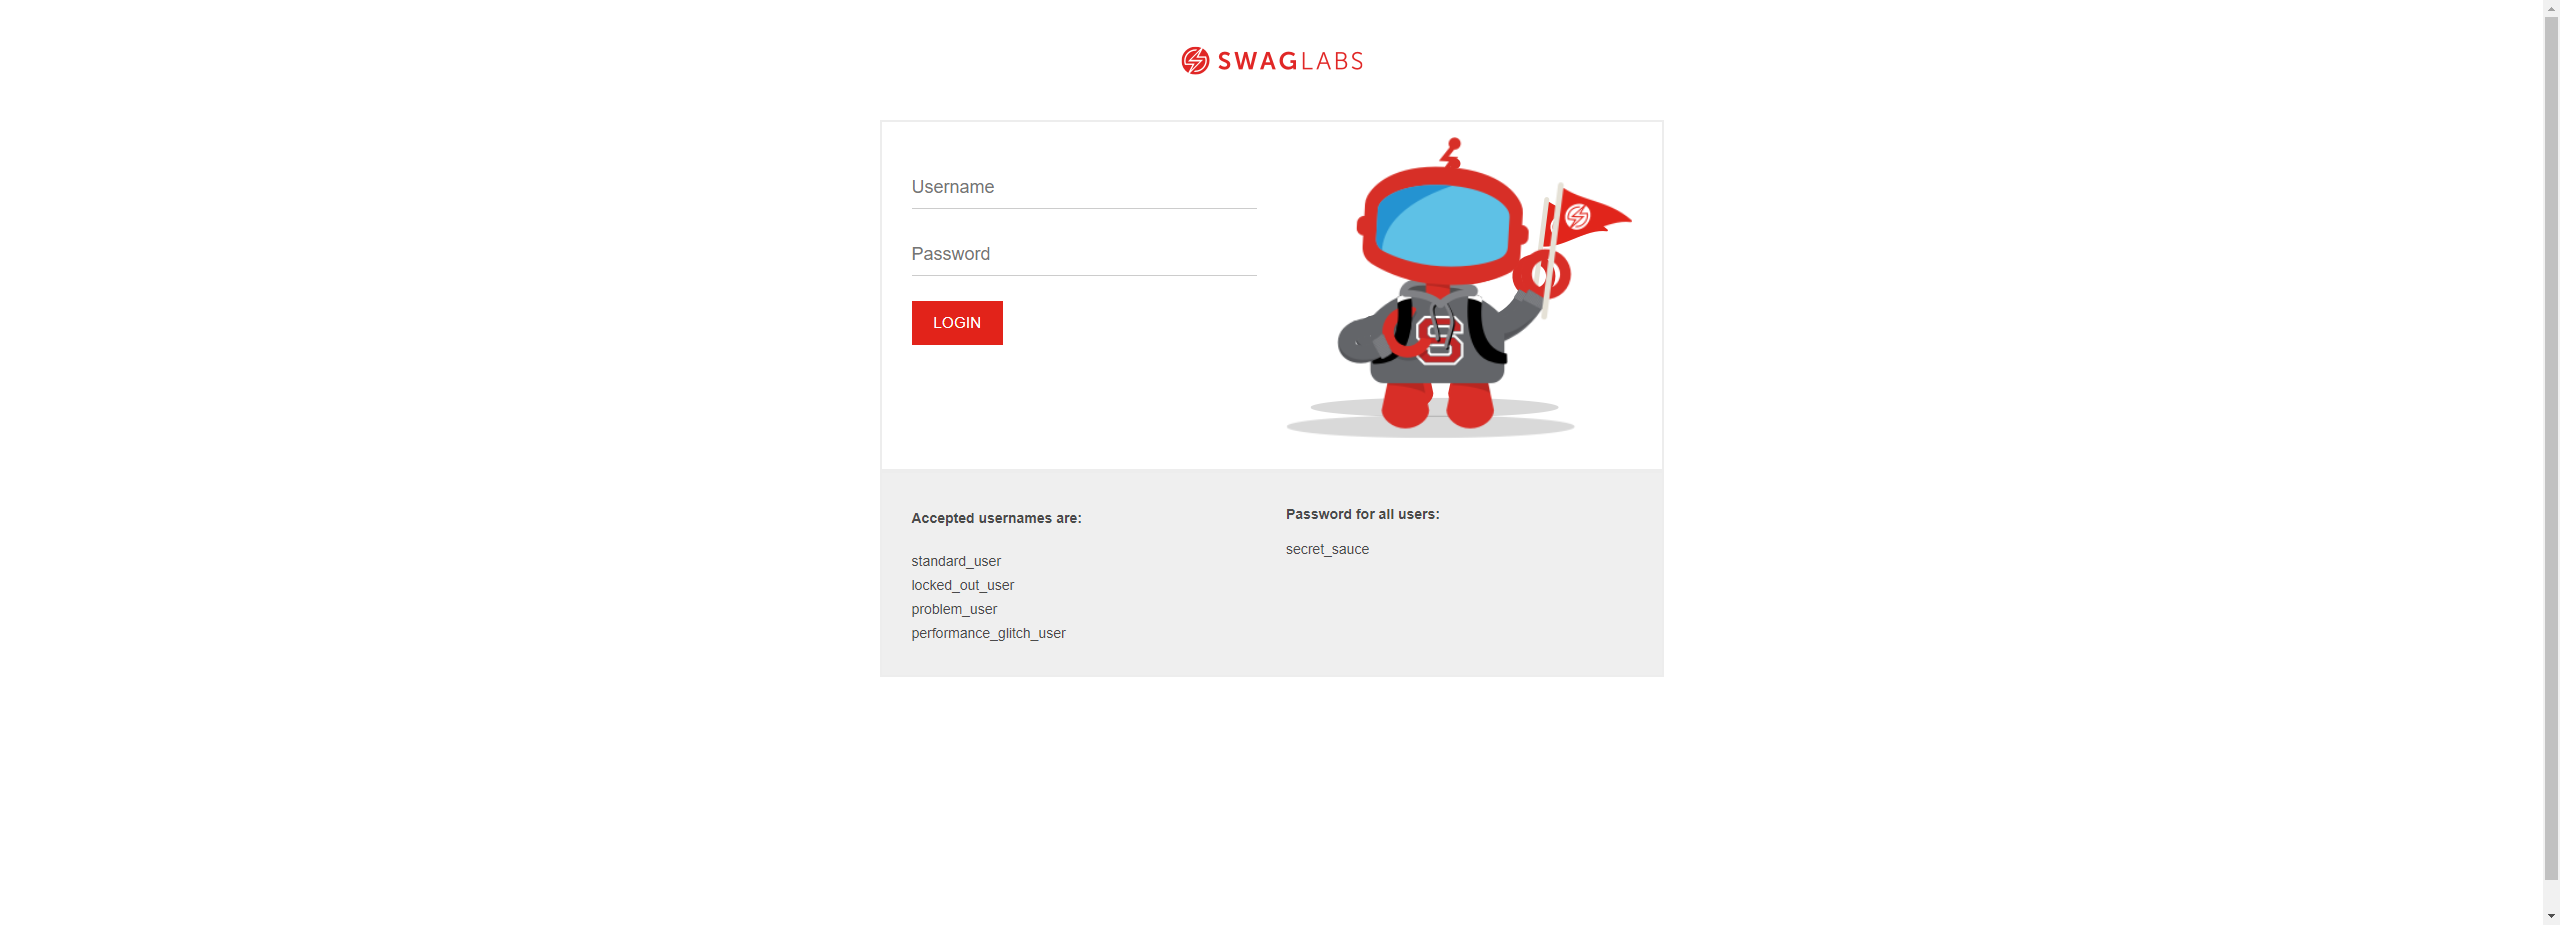 SWAGLABS
Username
Password
LOGIN
S
Accepted usernames are:
standard_user
locked_out_user
problem_user
performance_glitch_user
Password for all users:
secret_sauce